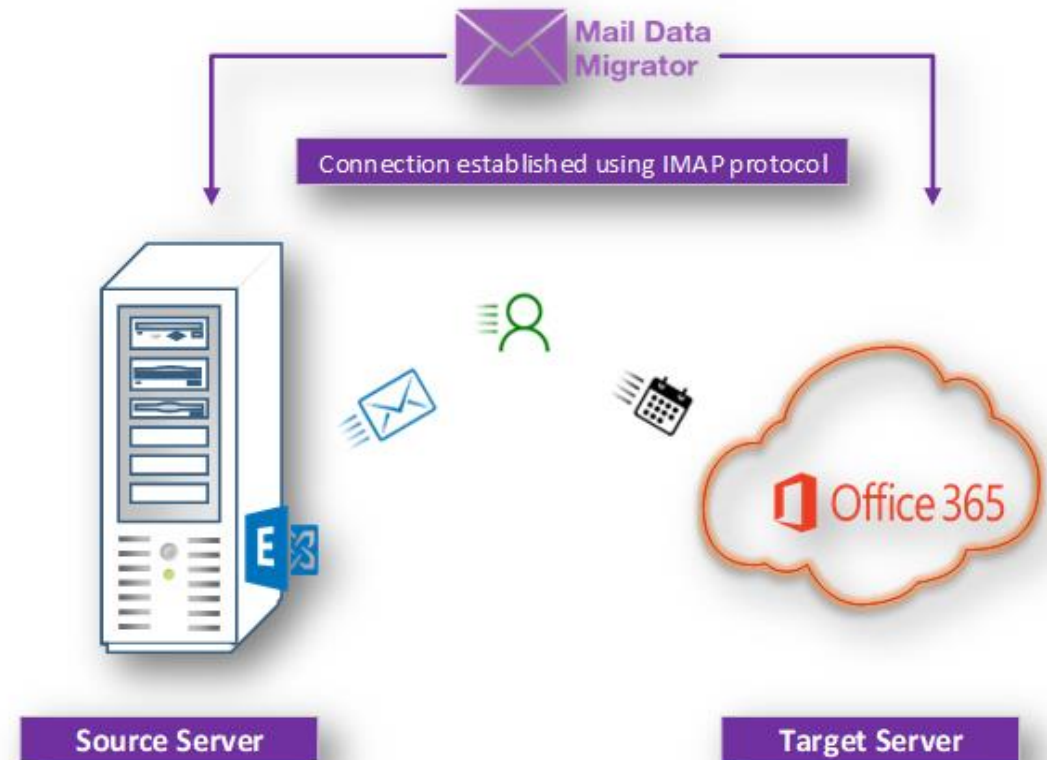 Mail Data
Migrator
Connection established using IMAP protocol
E
Office 365
Source Server
Target Server